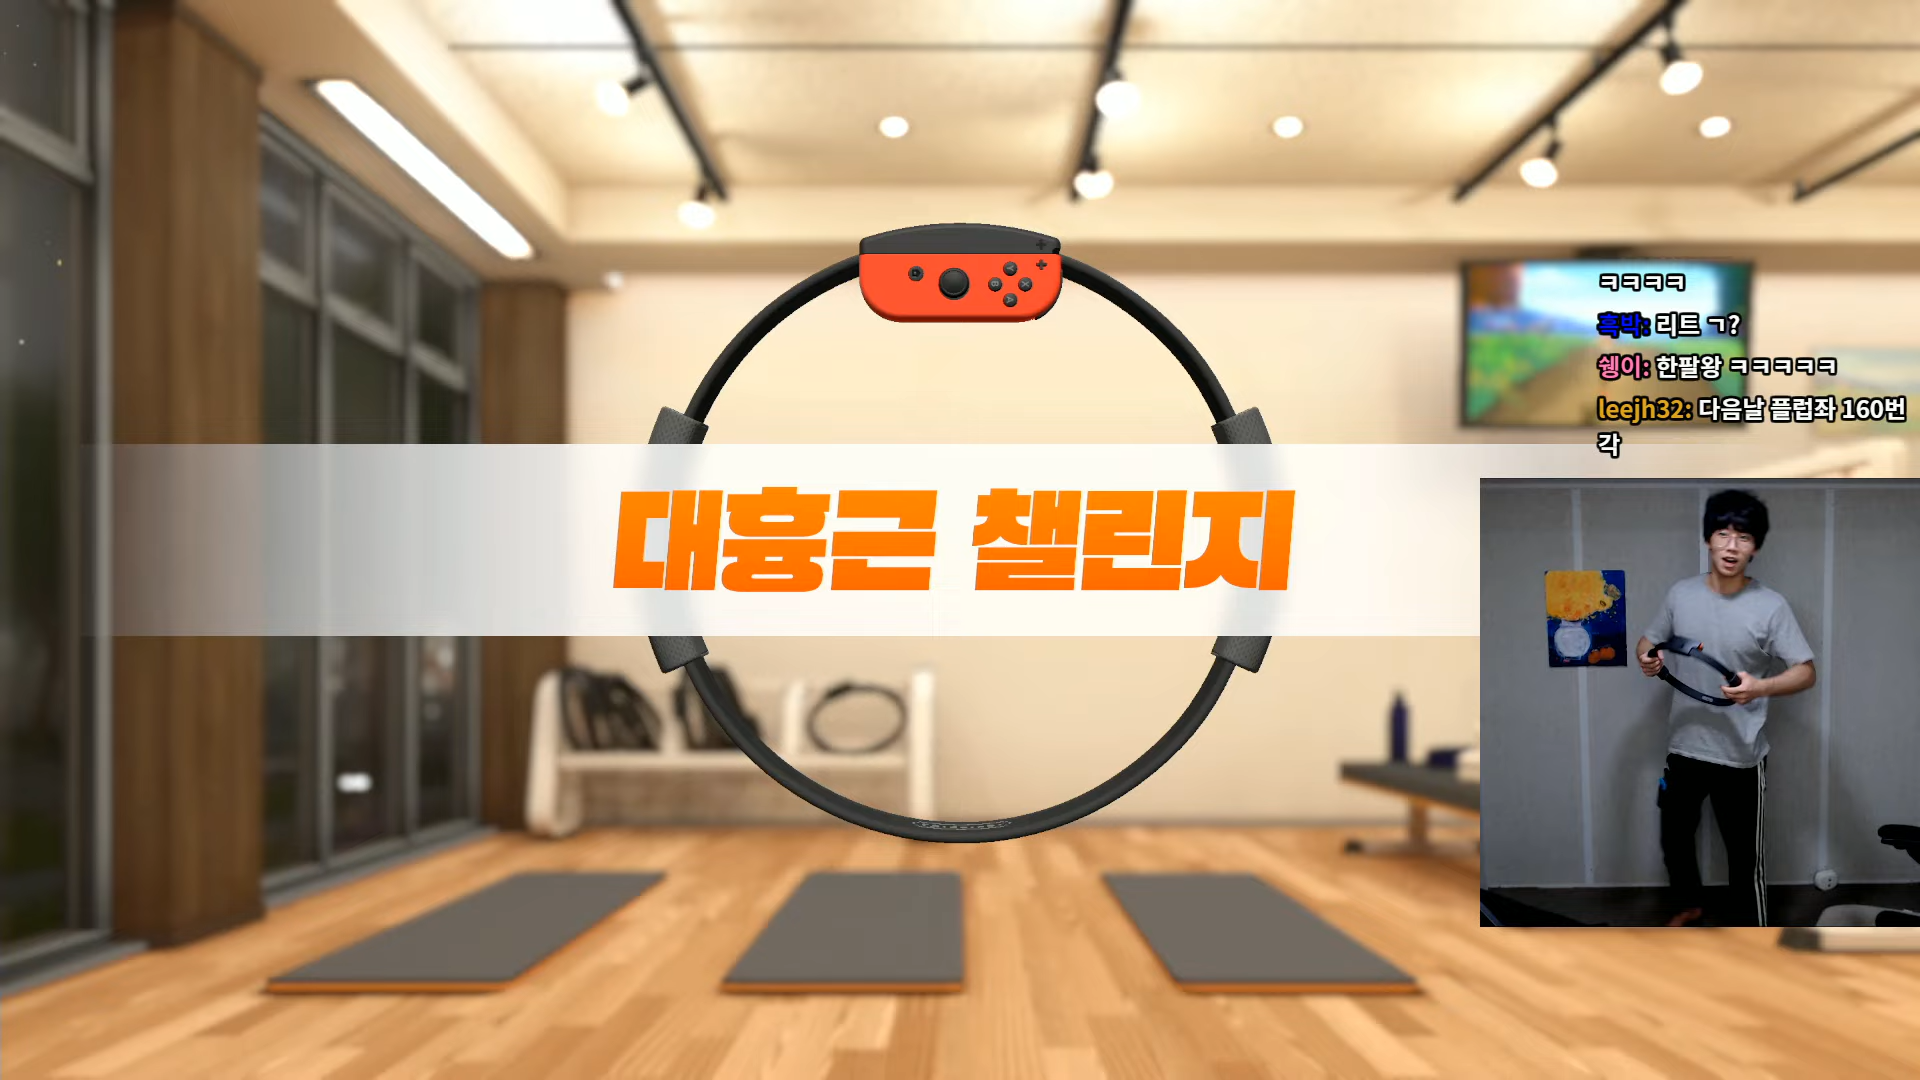 ㅋㅋㅋㅋ
흑박: 리트 ㄱ?
쉥이: 한팔왕 ㅋㅋㅋㅋㅋ
leejh32: 다음날 플럽좌 160번
각
대흉근 챌린지